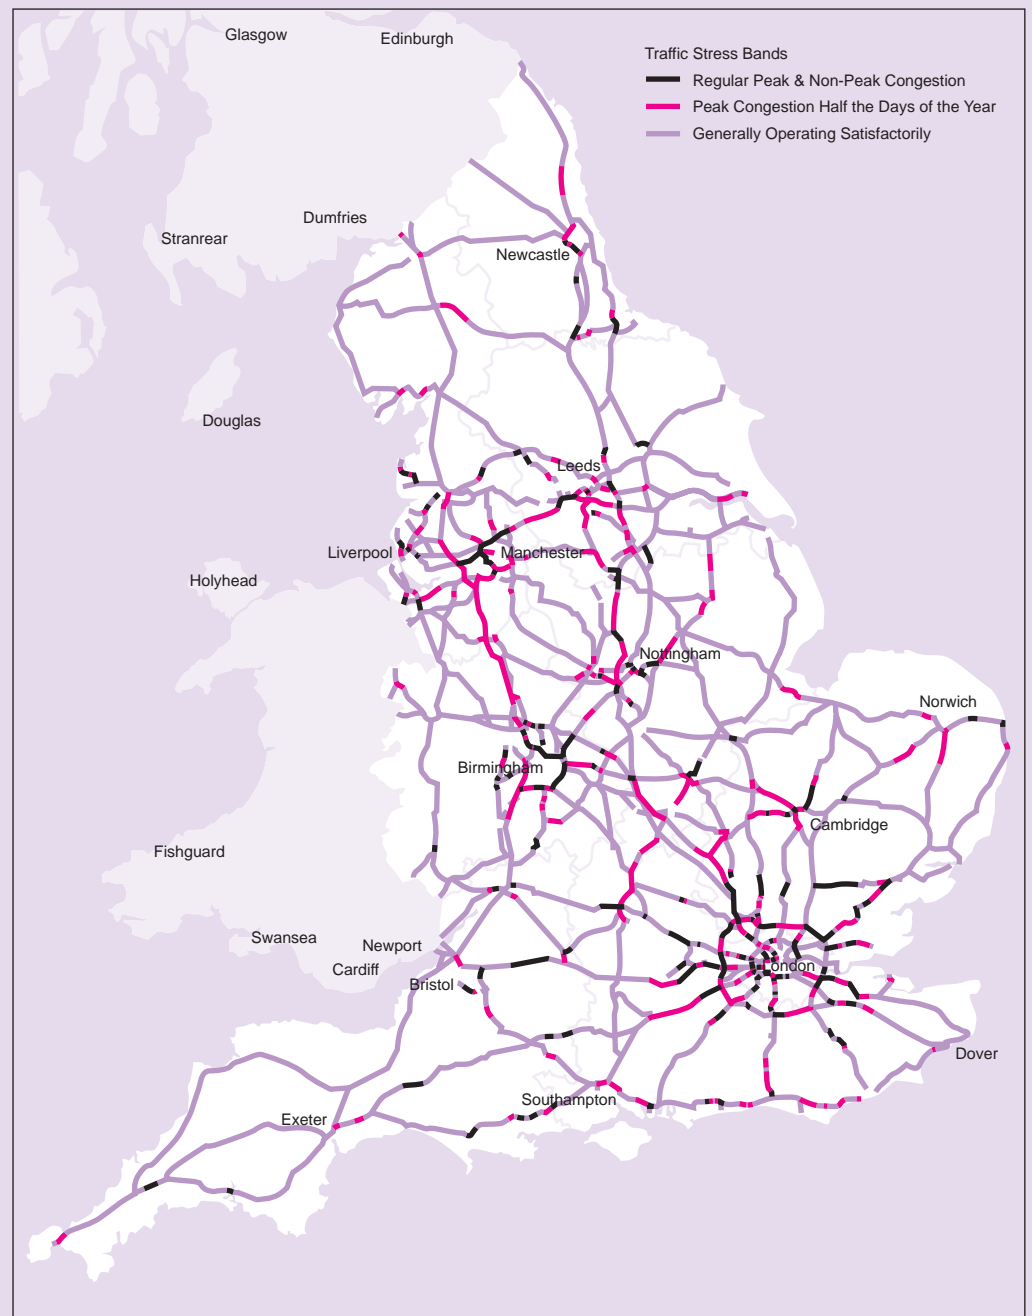 Glasgow
Edinburgh
Traffic Stress Bands
Regular Peak & Non-Peak Congestion
Peak Congestion Half the Days of the Year
Generally Operating Satisfactorily
Dumfries
Stranrear
Newcastle
Douglas
Leeds
Liverpool
Manchester
Holyhead
Nottingham
Norwich
Birmingham
Cambridge
Fishguard
Swansea
Newport
Cardiff
London
Bristol
Dover
Southampton
Exeter